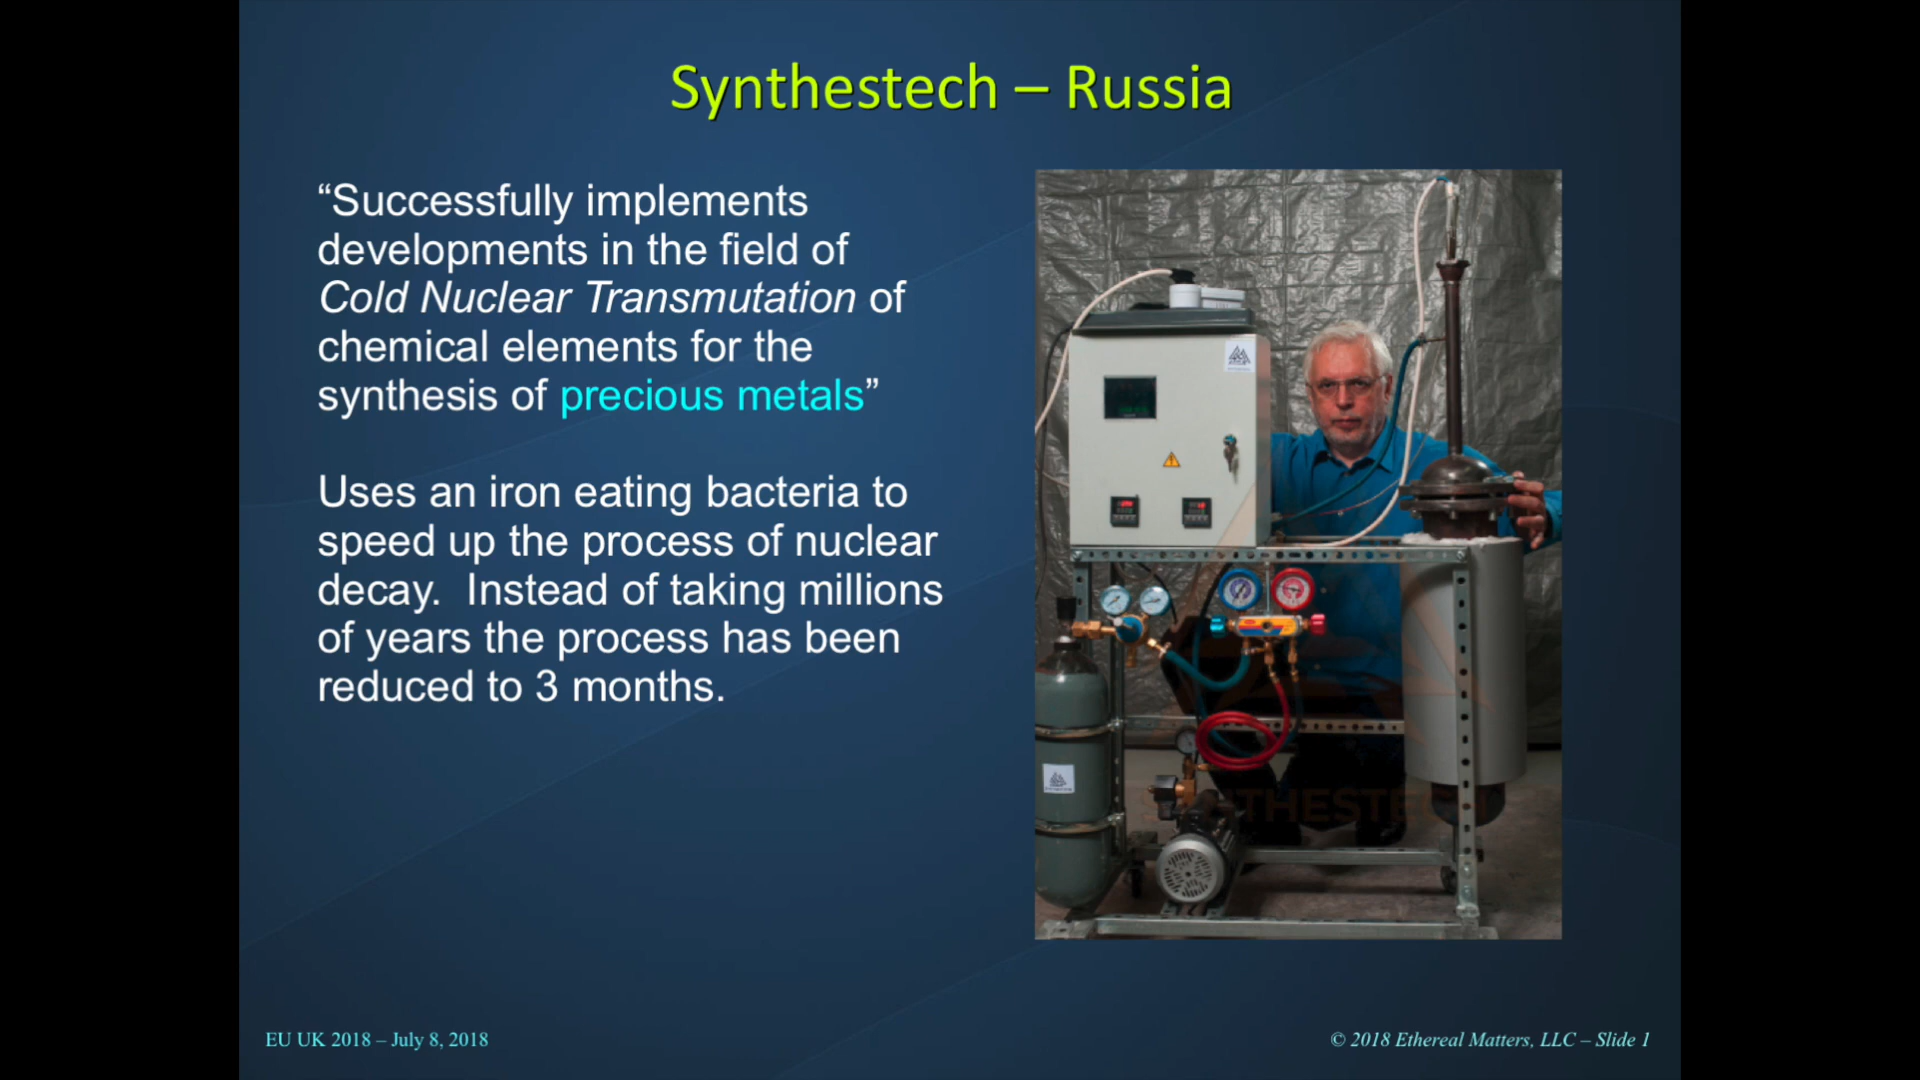 Synthestech – Russia
“Successfully implements
developments in the field of
Cold Nuclear Transmutation of
chemical elements for the
synthesis of precious metals”
Uses an iron eating bacteria to
speed up the process of nuclear
decay.  Instead of taking millions
of years the process has been
reduced to 3 months.
SYNTHESTECH
EU UK 2018 – July 8, 2018
© 2018 Ethereal Matters, LLC – Slide 1